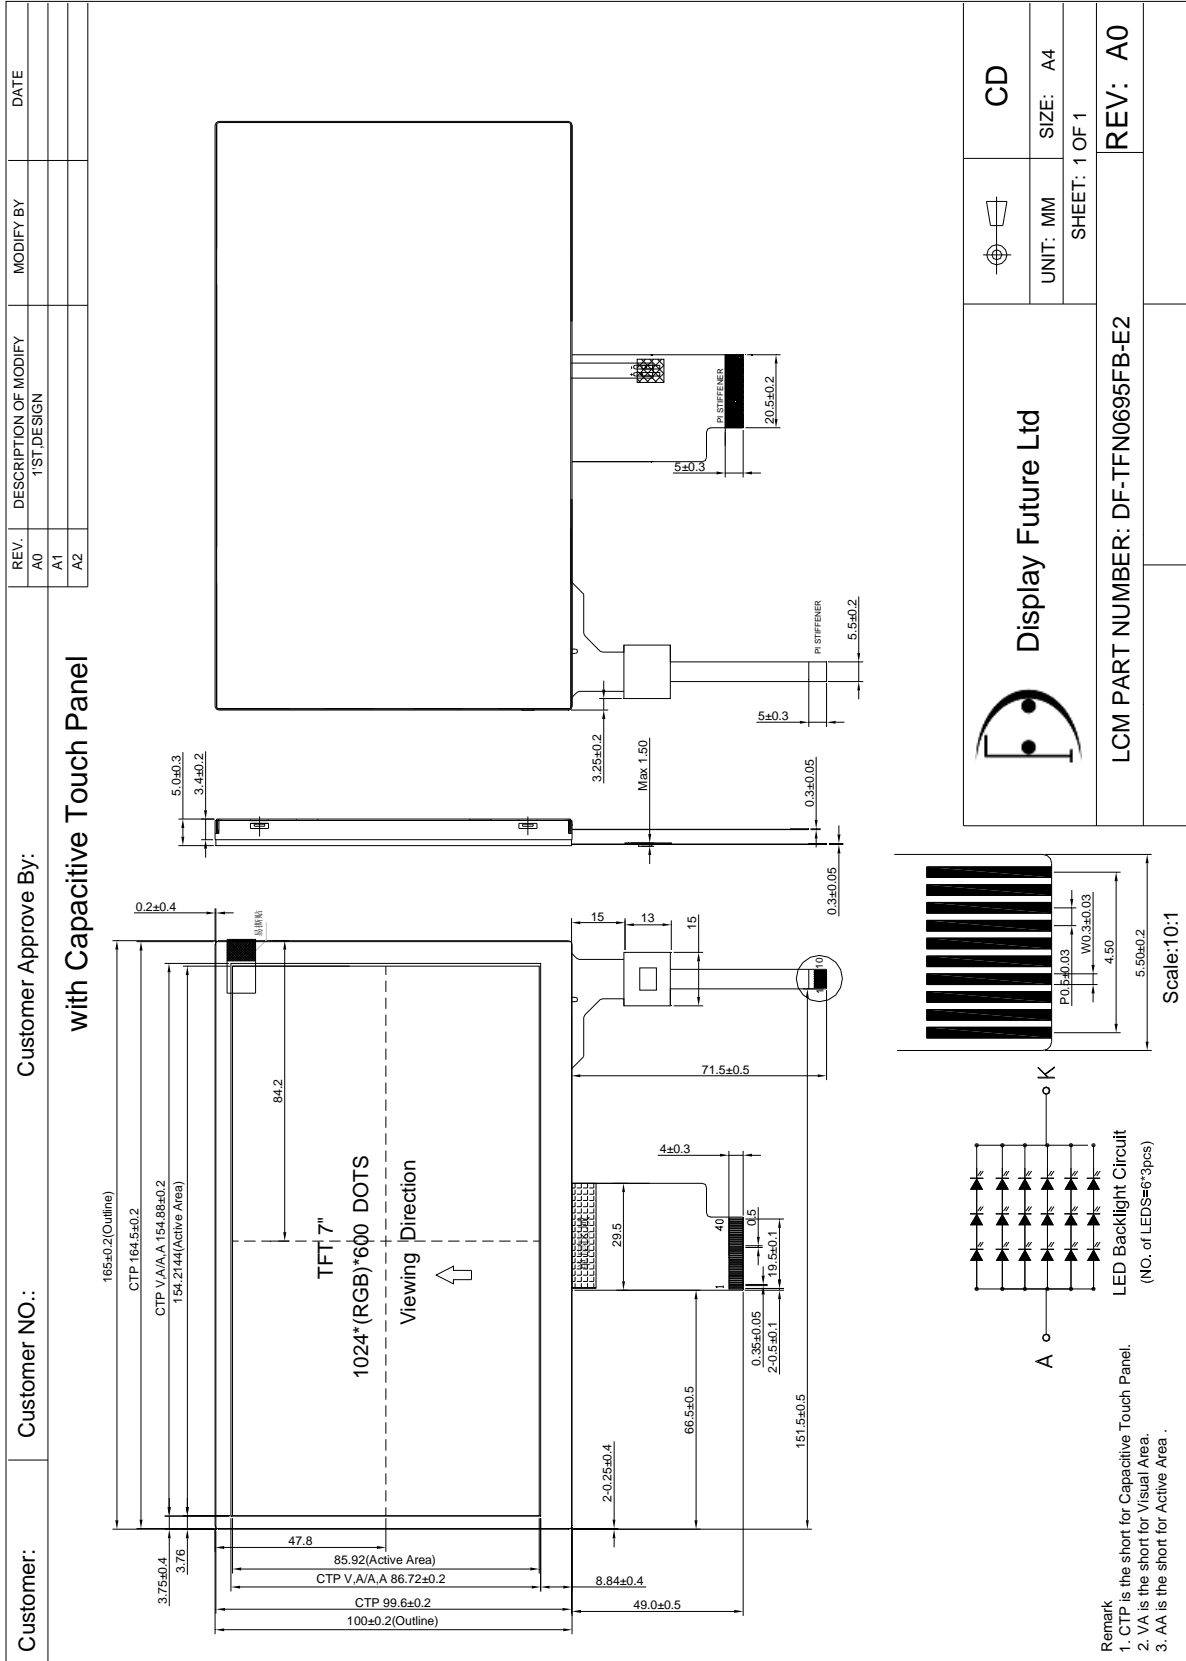 Customer:
Customer NO.:
Customer Approve By:
REV.
DESCRIPTION OF MODIFY
MODIFY BY
DATE
A0
1'ST,DESIGN
A1
A2
with Capacitive Touch Panel
165±0.2(Outline)
CTP 164.5±0.2
CTP V,A/A,A 154.88±0.2
154.2144(Active Area)
3.75±0.4
3.76
0.2±0.4
84.2
易撕贴
47.8
85.92(Active Area)
CTP V,A/A,A 86.72±0.2
CTP 99.6±0.2
100±0.2(Outline)
8.84±0.4
49.0±0.5
TFT 7"
1024*(RGB)*600 DOTS
Viewing Direction
15
13
15
10
71.5±0.5
4±0.3
29.5
1
40
0.5
19.5±0.1
0.35±0.05
2-0.5±0.1
66.5±0.5
2-0.25±0.4
151.5±0.5
5.0±0.3
3.4±0.2
Max 1.50
0.3±0.05
0.3±0.05
3.25±0.2
5±0.3
PI STIFFENER
5.5±0.2
5±0.3
PI STIFFENER
20.5±0.2
A
K
LED Backlight Circuit
(NO. of LEDS=6*3pcs)
P0.5±0.03
W0.3±0.03
4.50
5.50±0.2
Scale:10:1
Remark
1. CTP is the short for Capacitive Touch Panel.
2. VA is the short for Visual Area.
3. AA is the short for Active Area .
Display Future Ltd
CD
UNIT: MM
SIZE: A4
SHEET: 1 OF 1
LCM PART NUMBER: DF-TFN0695FB-E2
REV: A0